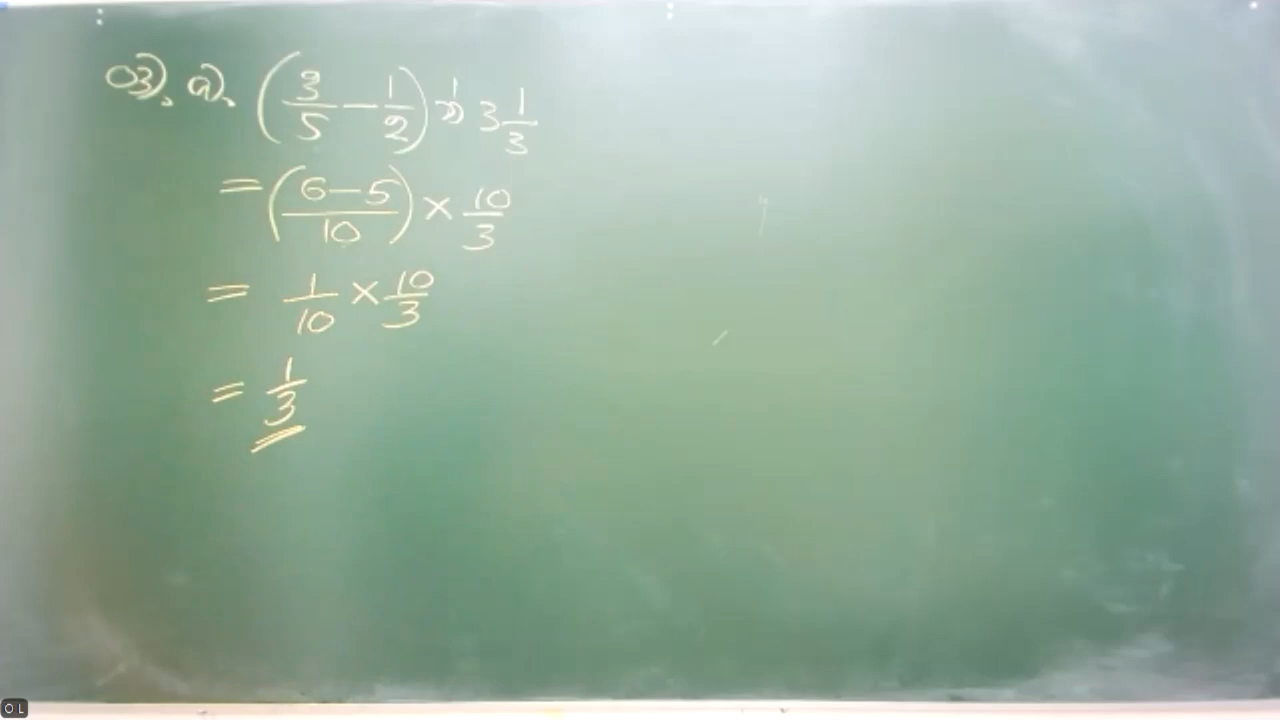 03). a). (3/5 - 1/2) න් 3 1/3
= (6-5/10) × 10/3
= 1/10 × 10/3
= 1/3
OL